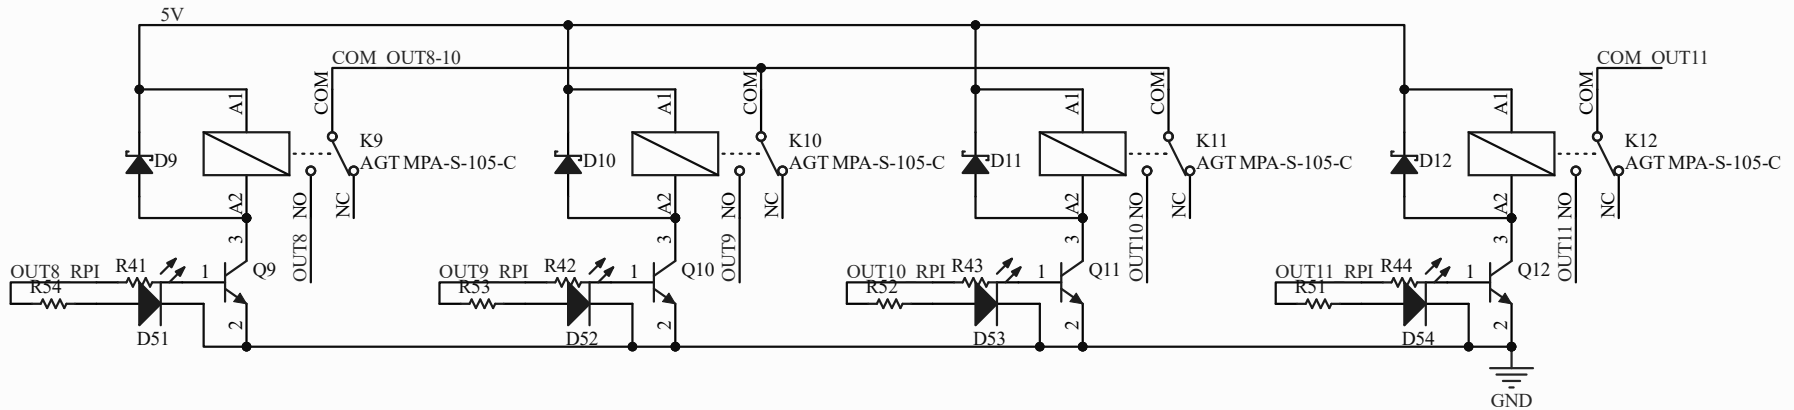 5V
COM_OUT8-10
COM_OUT11
COM
COM
COM
COM
A1
A1
A1
A1
K9
K10
K11
K12
D9
AGT MPA-S-105-C
D10
AGT MPA-S-105-C
D11
AGT MPA-S-105-C
D12
AGT MPA-S-105-C
A2
NO
NC
A2
NO
NC
A2
NO
NC
A2
NO
NC
3
OUT8
3
OUT9
3
OUT10
3
OUT11
OUT8_RPI
R41
1
Q9
OUT9_RPI
R42
1
Q10
OUT10_RPI
R43
1
Q11
OUT11_RPI
R44
1
Q12
R54
R53
R52
R51
2
2
2
2
D51
D52
D53
D54
GND